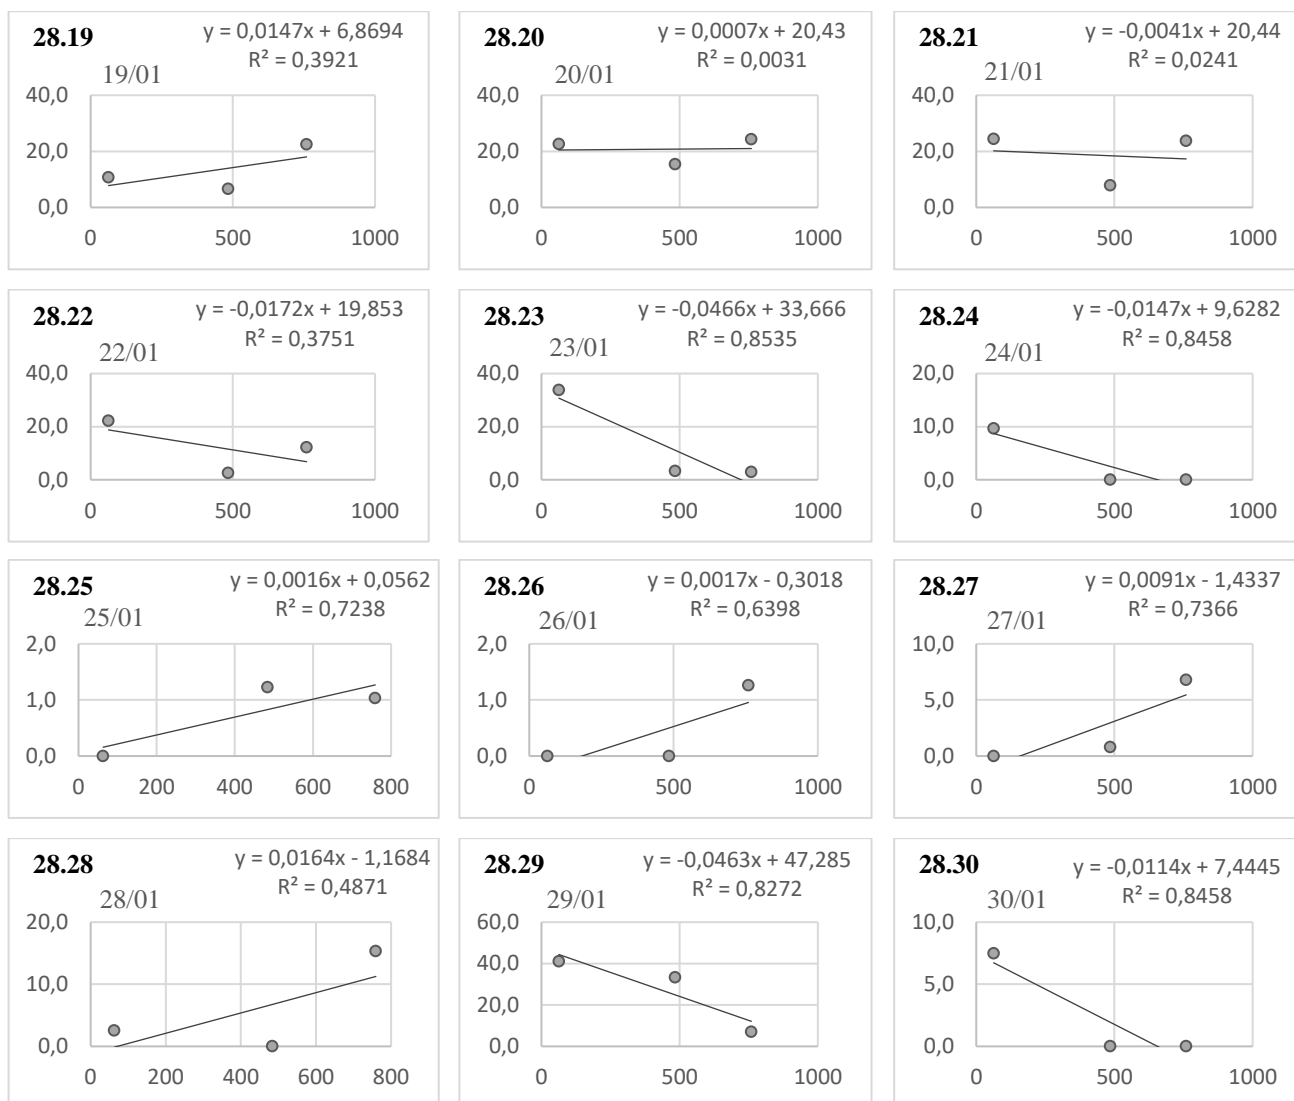 28.19
y = 0,0147x + 6,8694
R² = 0,3921
19/01
40,0
20,0
0,0
0 500 1000
28.20
y = 0,0007x + 20,43
R² = 0,0031
20/01
40,0
20,0
0,0
0 500 1000
28.21
y = -0,0041x + 20,44
R² = 0,0241
21/01
40,0
20,0
0,0
0 500 1000
28.22
y = -0,0172x + 19,853
R² = 0,3751
22/01
40,0
20,0
0,0
0 500 1000
28.23
y = -0,0466x + 33,666
R² = 0,8535
23/01
40,0
20,0
0,0
0 500 1000
28.24
y = -0,0147x + 9,6282
R² = 0,8458
24/01
20,0
10,0
0,0
0 500 1000
28.25
y = 0,0016x + 0,0562
R² = 0,7238
25/01
2,0
1,0
0,0
0 200 400 600 800
28.26
y = 0,0017x - 0,3018
R² = 0,6398
26/01
2,0
1,0
0,0
0 500 1000
28.27
y = 0,0091x - 1,4337
R² = 0,7366
27/01
10,0
5,0
0,0
0 500 1000
28.28
y = 0,0164x - 1,1684
R² = 0,4871
28/01
20,0
10,0
0,0
0 200 400 600 800
28.29
y = -0,0463x + 47,285
R² = 0,8272
29/01
60,0
40,0
20,0
0,0
0 500 1000
28.30
y = -0,0114x + 7,4445
R² = 0,8458
30/01
10,0
5,0
0,0
0 500 1000